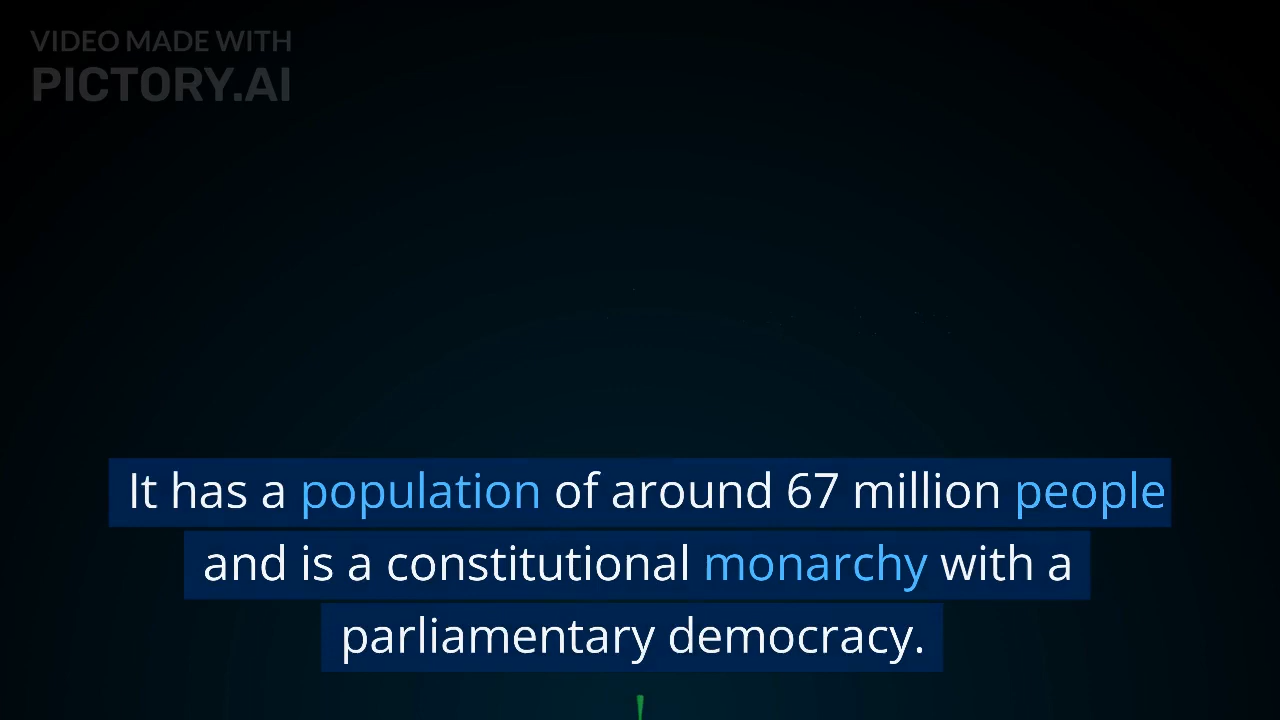 VIDEO MADE WITH
PICTORY.AI
It has a population of around 67 million people
and is a constitutional monarchy with a
parliamentary democracy.